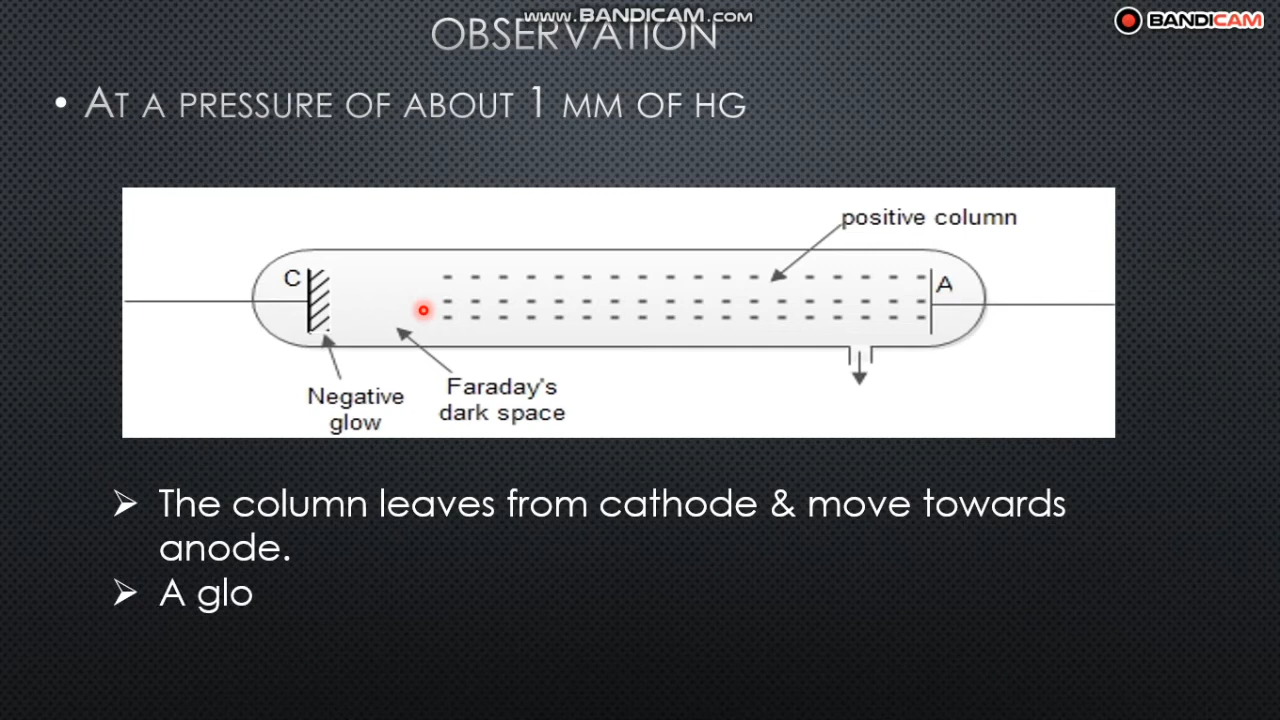 www.BANDICAM.com
BANDICAM
OBSERVATION
• AT A PRESSURE OF ABOUT 1 MM OF HG
positive column
C
A
Negative
glow
Faraday's
dark space
➢ The column leaves from cathode & move towards
anode.
➢ A glo